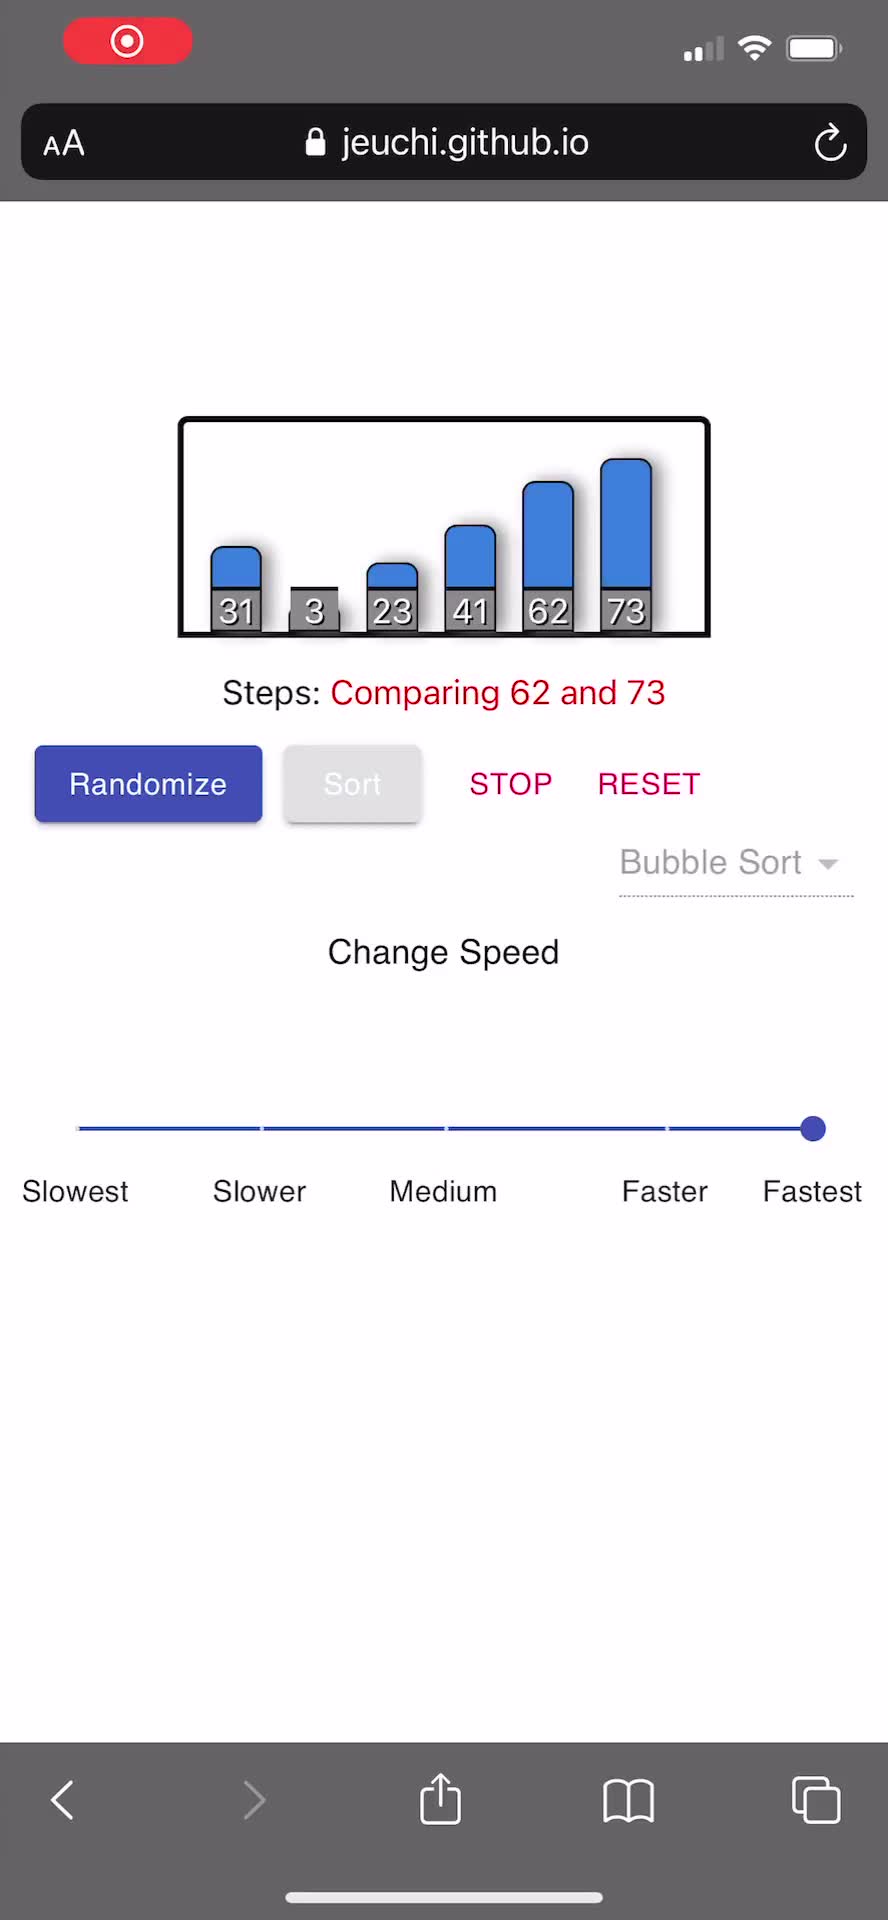 AA jeuchi.github.io
31 3 23 41 62 73
Steps: Comparing 62 and 73
Randomize Sort STOP RESET
Bubble Sort
Change Speed
Slowest Slower Medium Faster Fastest